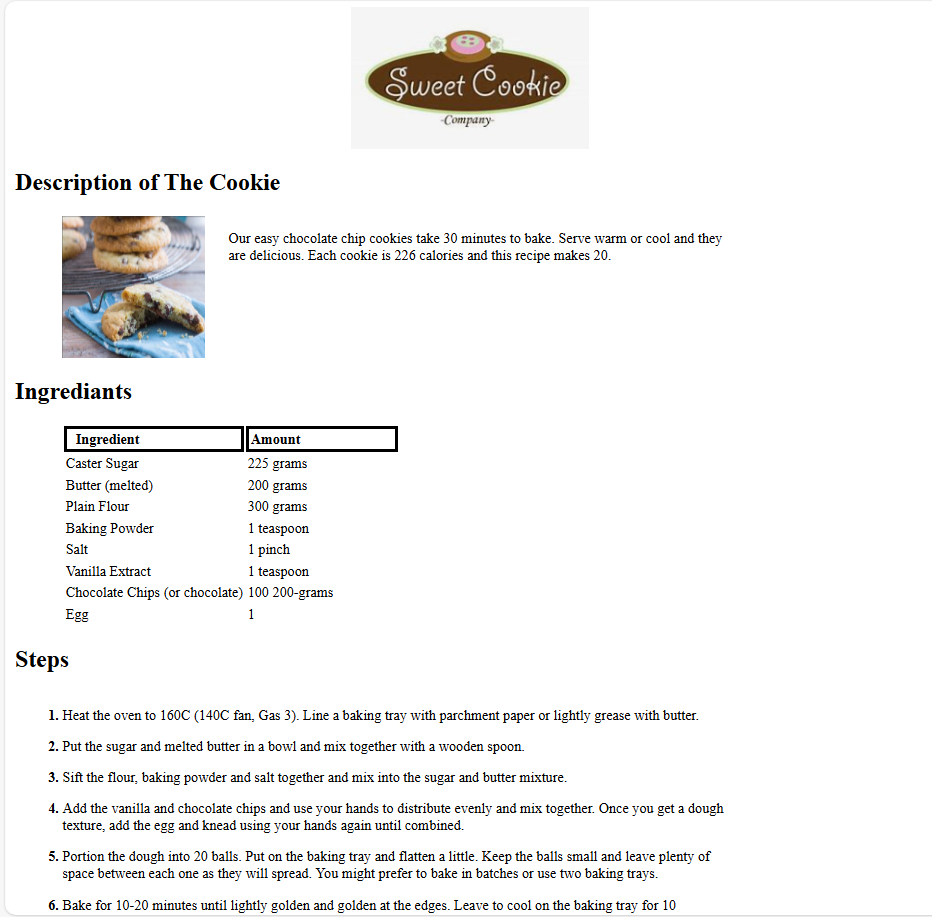 Sweet Cookie
-Company-
Description of The Cookie
Our easy chocolate chip cookies take 30 minutes to bake. Serve warm or cool and they
are delicious. Each cookie is 226 calories and this recipe makes 20.
Ingrediants
Ingredient Amount
Caster Sugar 225 grams
Butter (melted) 200 grams
Plain Flour 300 grams
Baking Powder 1 teaspoon
Salt 1 pinch
Vanilla Extract 1 teaspoon
Chocolate Chips (or chocolate) 100 200-grams
Egg 1
Steps
1. Heat the oven to 160C (140C fan, Gas 3). Line a baking tray with parchment paper or lightly grease with butter.
2. Put the sugar and melted butter in a bowl and mix together with a wooden spoon.
3. Sift the flour, baking powder and salt together and mix into the sugar and butter mixture.
4. Add the vanilla and chocolate chips and use your hands to distribute evenly and mix together. Once you get a dough
texture, add the egg and knead using your hands again until combined.
5. Portion the dough into 20 balls. Put on the baking tray and flatten a little. Keep the balls small and leave plenty of
space between each one as they will spread. You might prefer to bake in batches or use two baking trays.
6. Bake for 10-20 minutes until lightly golden and golden at the edges. Leave to cool on the baking tray for 10